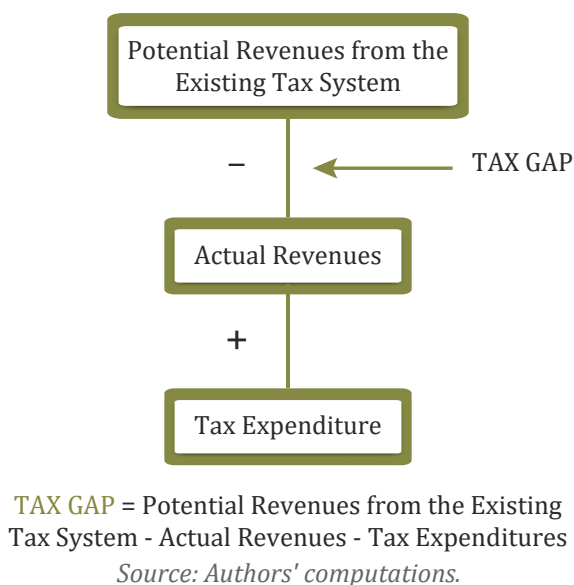 Potential Revenues from the
Existing Tax System
–
TAX GAP
Actual Revenues
+
Tax Expenditure
TAX GAP = Potential Revenues from the Existing
Tax System - Actual Revenues - Tax Expenditures
Source: Authors' computations.